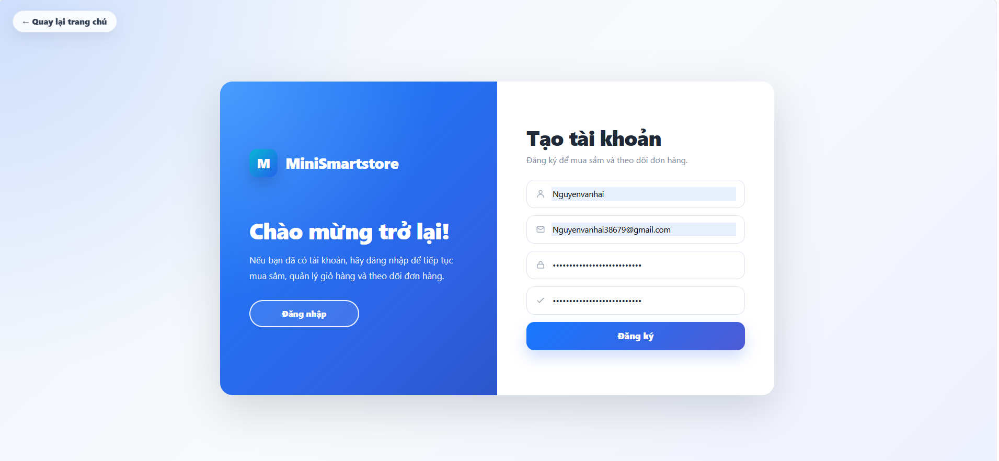 ← Quay lại trang chủ
M MiniSmartstore
Chào mừng trở lại!
Nếu bạn đã có tài khoản, hãy đăng nhập để tiếp tục
mua sắm, quản lý giỏ hàng và theo dõi đơn hàng.
Đăng nhập
Tạo tài khoản
Đăng ký để mua sắm và theo dõi đơn hàng.
Nguyenvanhai
Nguyenvanhai38679@gmail.com
•••••••••••••••••••••••••••
•••••••••••••••••••••••••••
Đăng ký